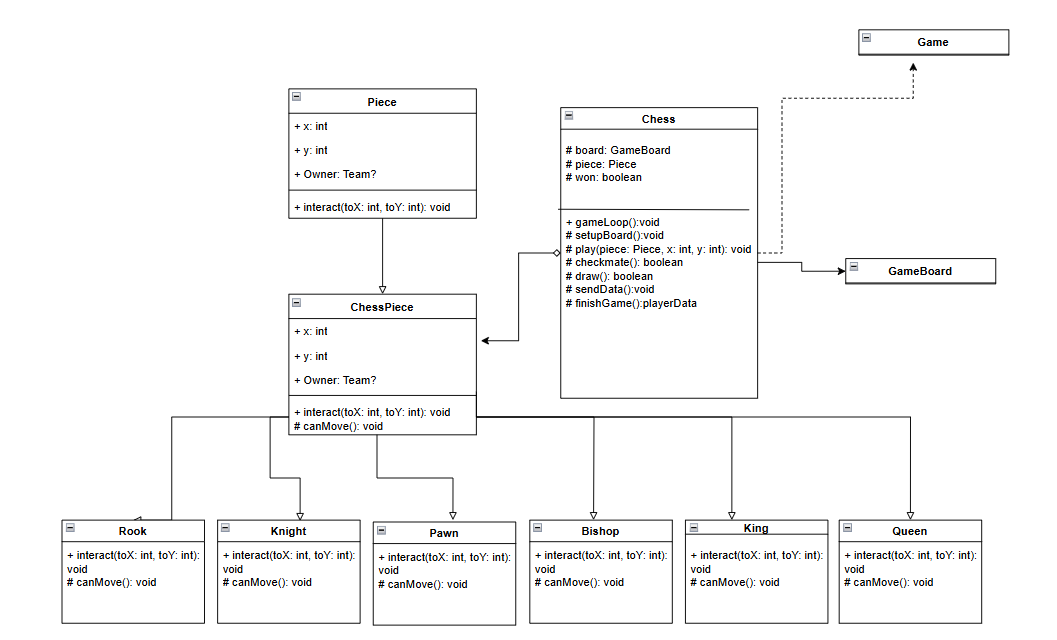 Game
Piece
+ x: int
+ y: int
+ Owner: Team?
+ interact(toX: int, toY: int): void
Chess
# board: GameBoard
# piece: Piece
# won: boolean
+ gameLoop():void
# setupBoard():void
# play(piece: Piece, x: int, y: int): void
# checkmate(): boolean
# draw(): boolean
# sendData():void
# finishGame():playerData
GameBoard
ChessPiece
+ x: int
+ y: int
+ Owner: Team?
+ interact(toX: int, toY: int): void
# canMove(): void
Rook
+ interact(toX: int, toY: int):
void
# canMove(): void
Knight
+ interact(toX: int, toY: int):
void
# canMove(): void
Pawn
+ interact(toX: int, toY: int):
void
# canMove(): void
Bishop
+ interact(toX: int, toY: int):
void
# canMove(): void
King
+ interact(toX: int, toY: int):
void
# canMove(): void
Queen
+ interact(toX: int, toY: int):
void
# canMove(): void